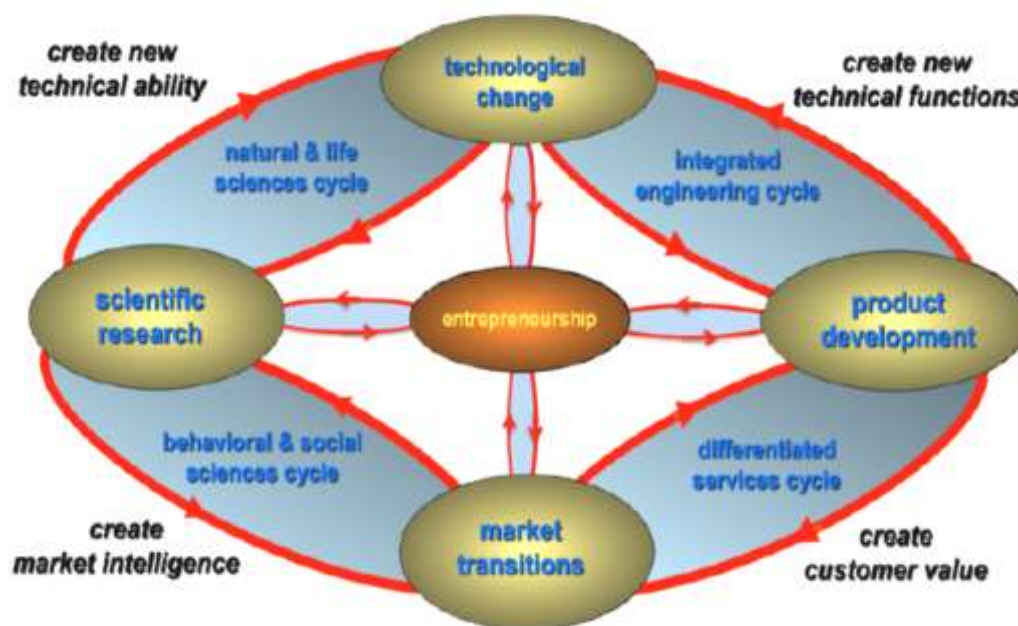 create new
technical ability
technological
change
create new
technical functions
natural & life
sciences cycle
integrated
engineering cycle
scientific
research
entrepreneurship
product
development
behavioral & social
sciences cycle
differentiated
services cycle
create
market intelligence
market
transitions
create
customer value